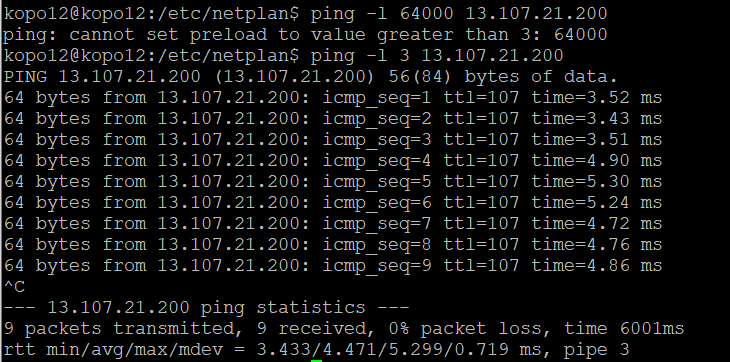 kopo12@kopo12:/etc/netplan$ ping -l 64000 13.107.21.200
ping: cannot set preload to value greater than 3: 64000
kopo12@kopo12:/etc/netplan$ ping -l 3 13.107.21.200
PING 13.107.21.200 (13.107.21.200) 56(84) bytes of data.
64 bytes from 13.107.21.200: icmp_seq=1 ttl=107 time=3.52 ms
64 bytes from 13.107.21.200: icmp_seq=2 ttl=107 time=3.43 ms
64 bytes from 13.107.21.200: icmp_seq=3 ttl=107 time=3.51 ms
64 bytes from 13.107.21.200: icmp_seq=4 ttl=107 time=4.90 ms
64 bytes from 13.107.21.200: icmp_seq=5 ttl=107 time=5.30 ms
64 bytes from 13.107.21.200: icmp_seq=6 ttl=107 time=5.24 ms
64 bytes from 13.107.21.200: icmp_seq=7 ttl=107 time=4.72 ms
64 bytes from 13.107.21.200: icmp_seq=8 ttl=107 time=4.76 ms
64 bytes from 13.107.21.200: icmp_seq=9 ttl=107 time=4.86 ms
^C
--- 13.107.21.200 ping statistics ---
9 packets transmitted, 9 received, 0% packet loss, time 6001ms
rtt min/avg/max/mdev = 3.433/4.471/5.299/0.719 ms, pipe 3